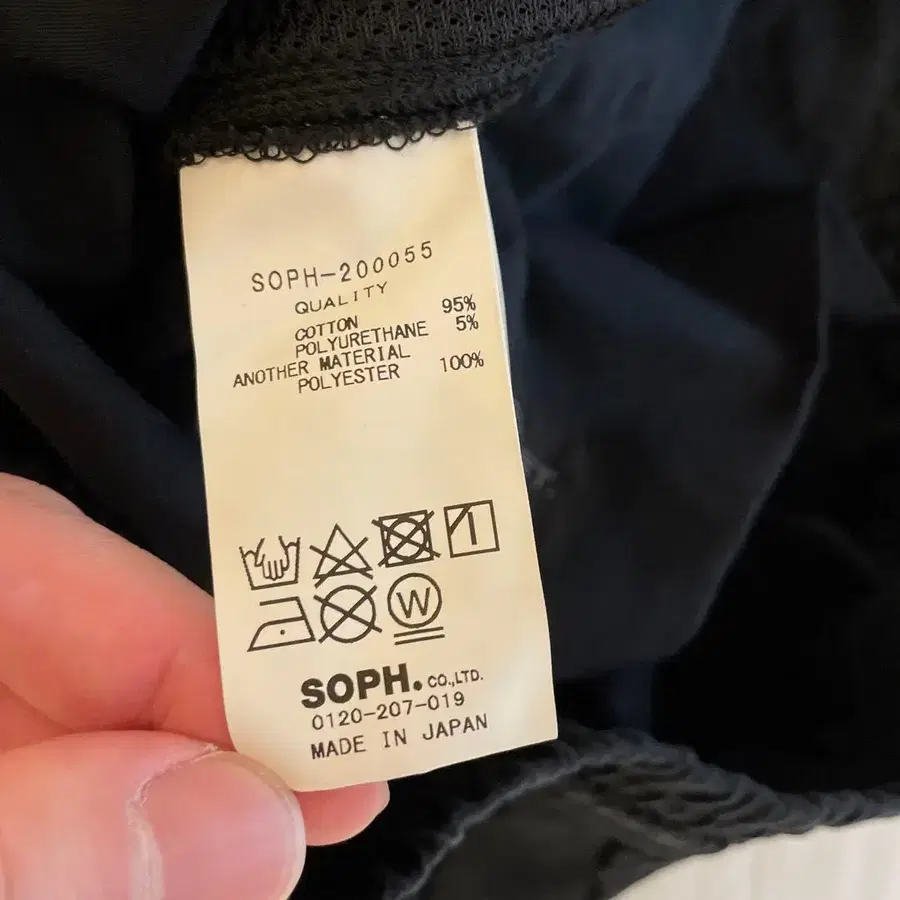 SOPH-200055
QUALITY
COTTON 95%
POLYURETHANE 5%
ANOTHER MATERIAL
POLYESTER 100%
W
SOPH. CO.,LTD.
0120-207-019
MADE IN JAPAN